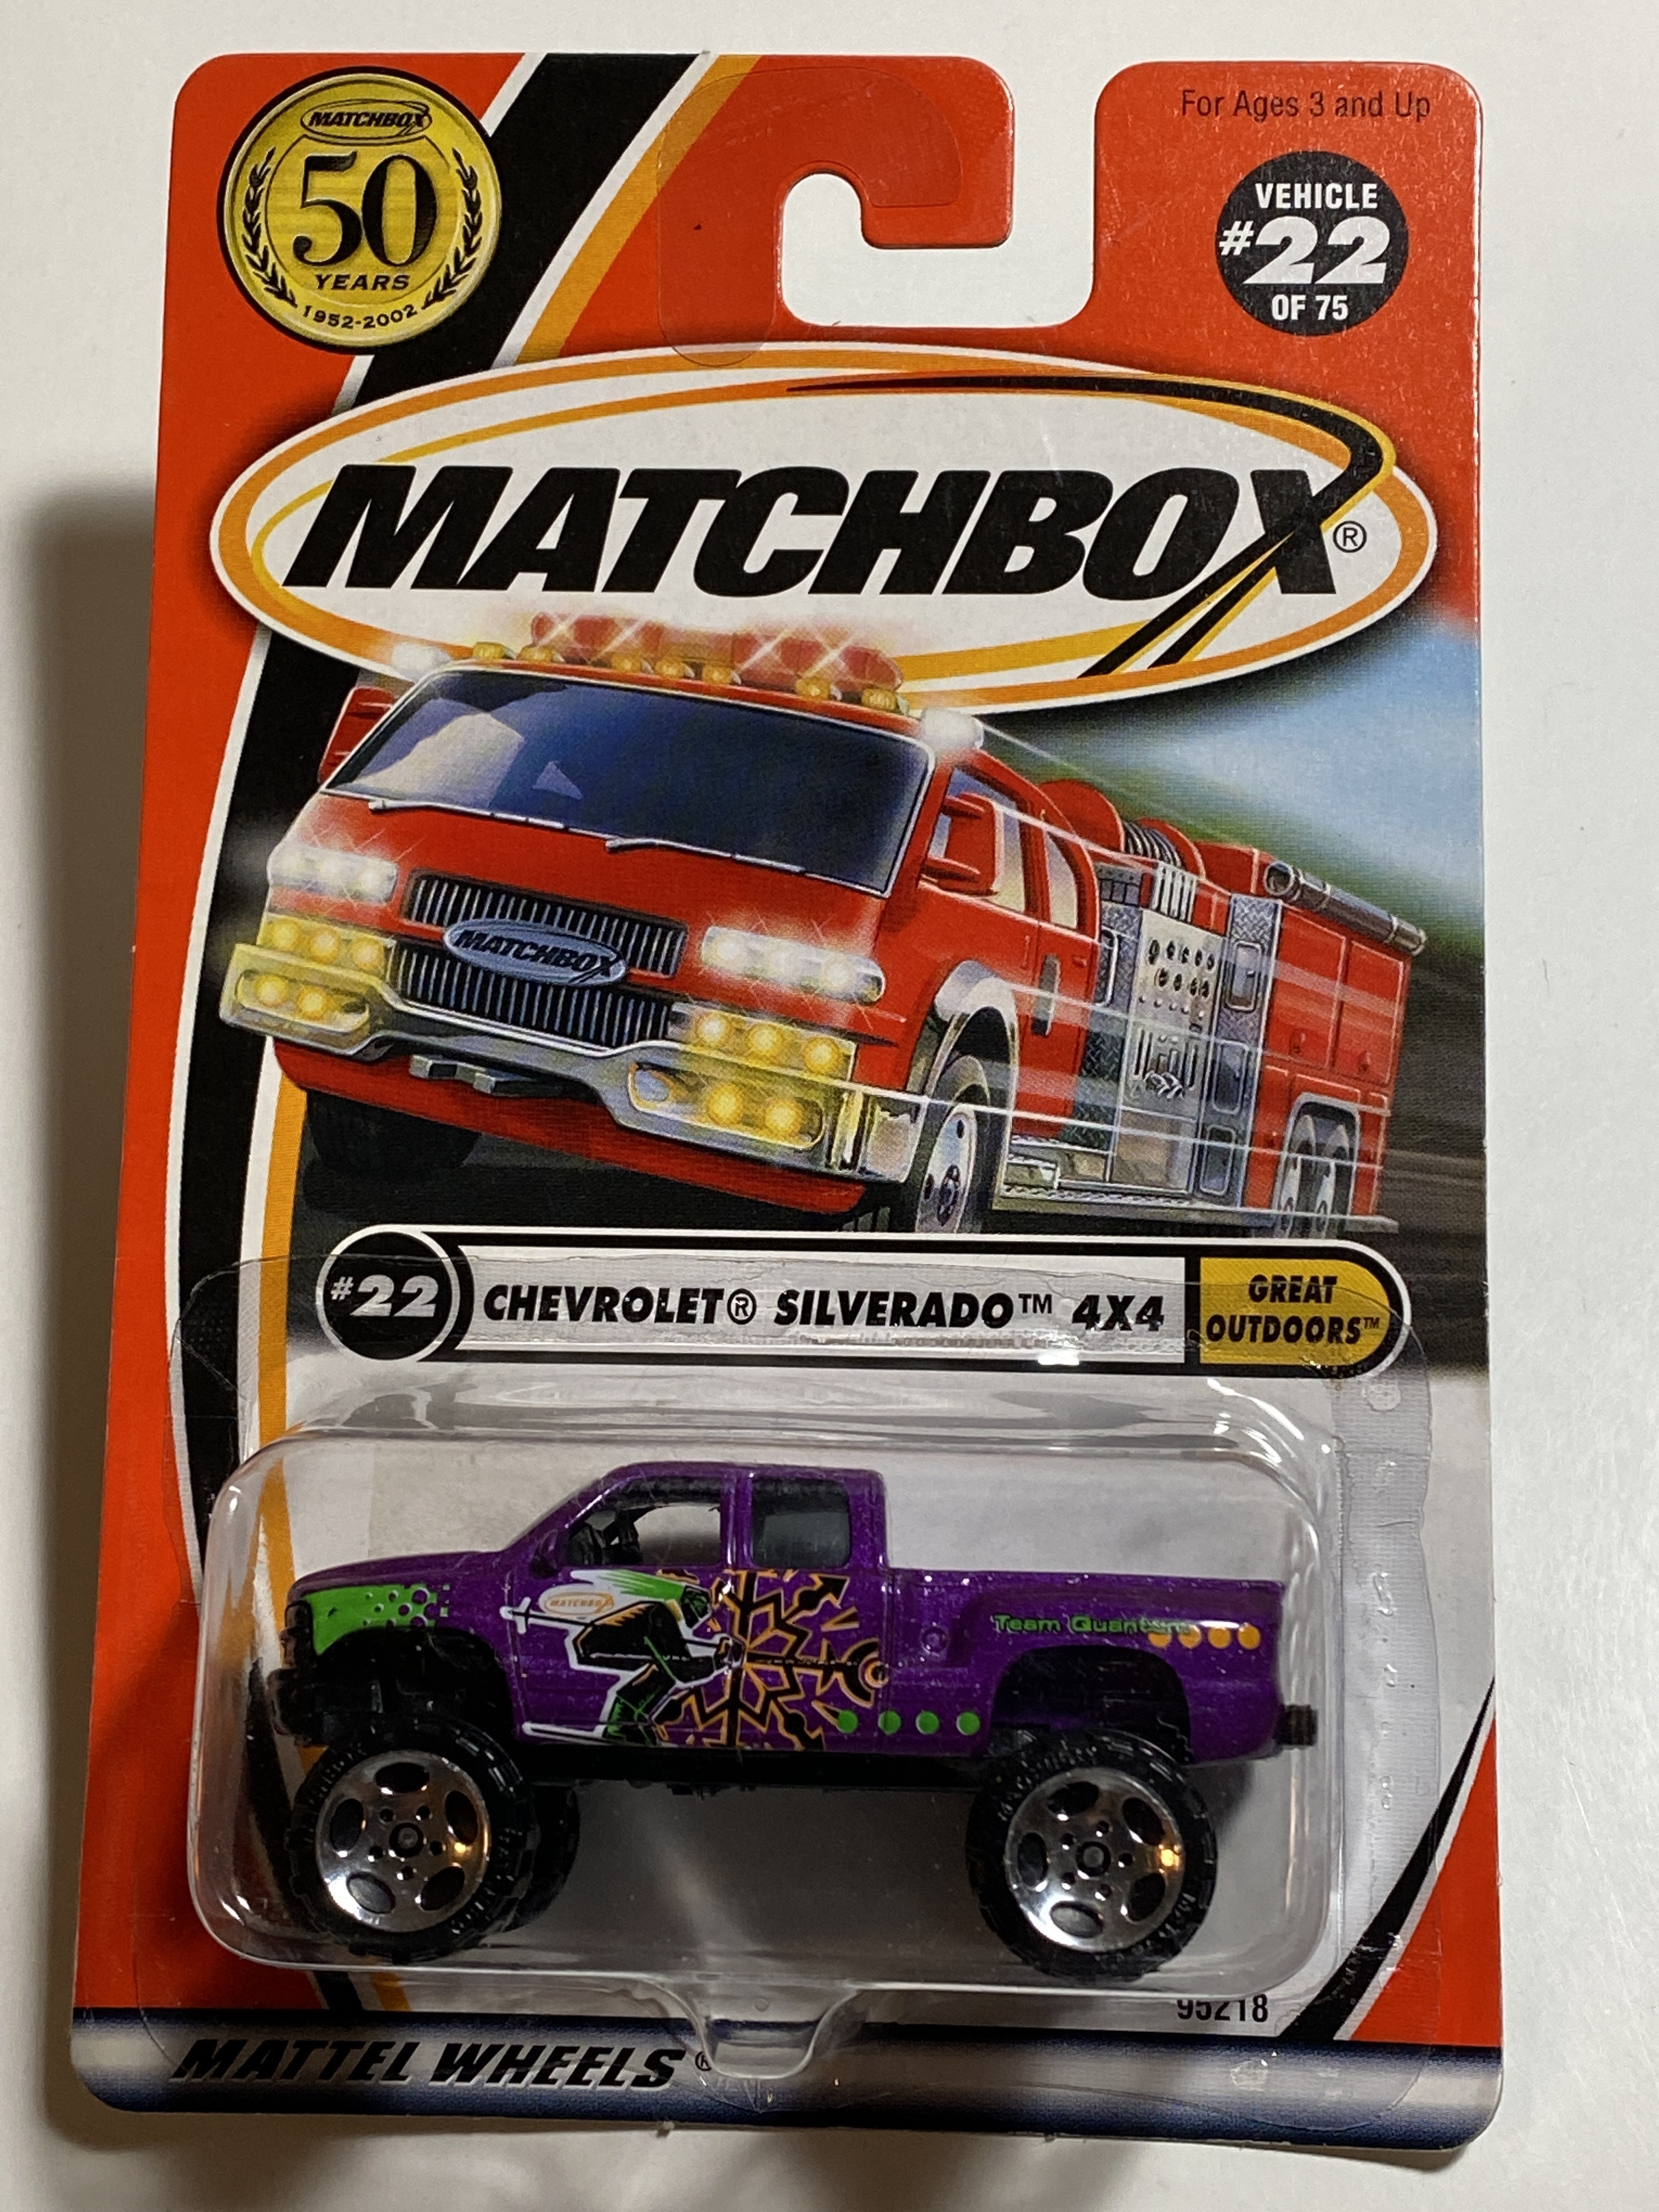 MATCHBOX
50
YEARS
1952-2002
For Ages 3 and Up
VEHICLE
#22
OF 75
MATCHBOX®
MATCHBOX
#22 CHEVROLET® SILVERADO™ 4X4
GREAT
OUTDOORS™
MATCHBOX
Team Quantum
95218
MATTEL WHEELS®